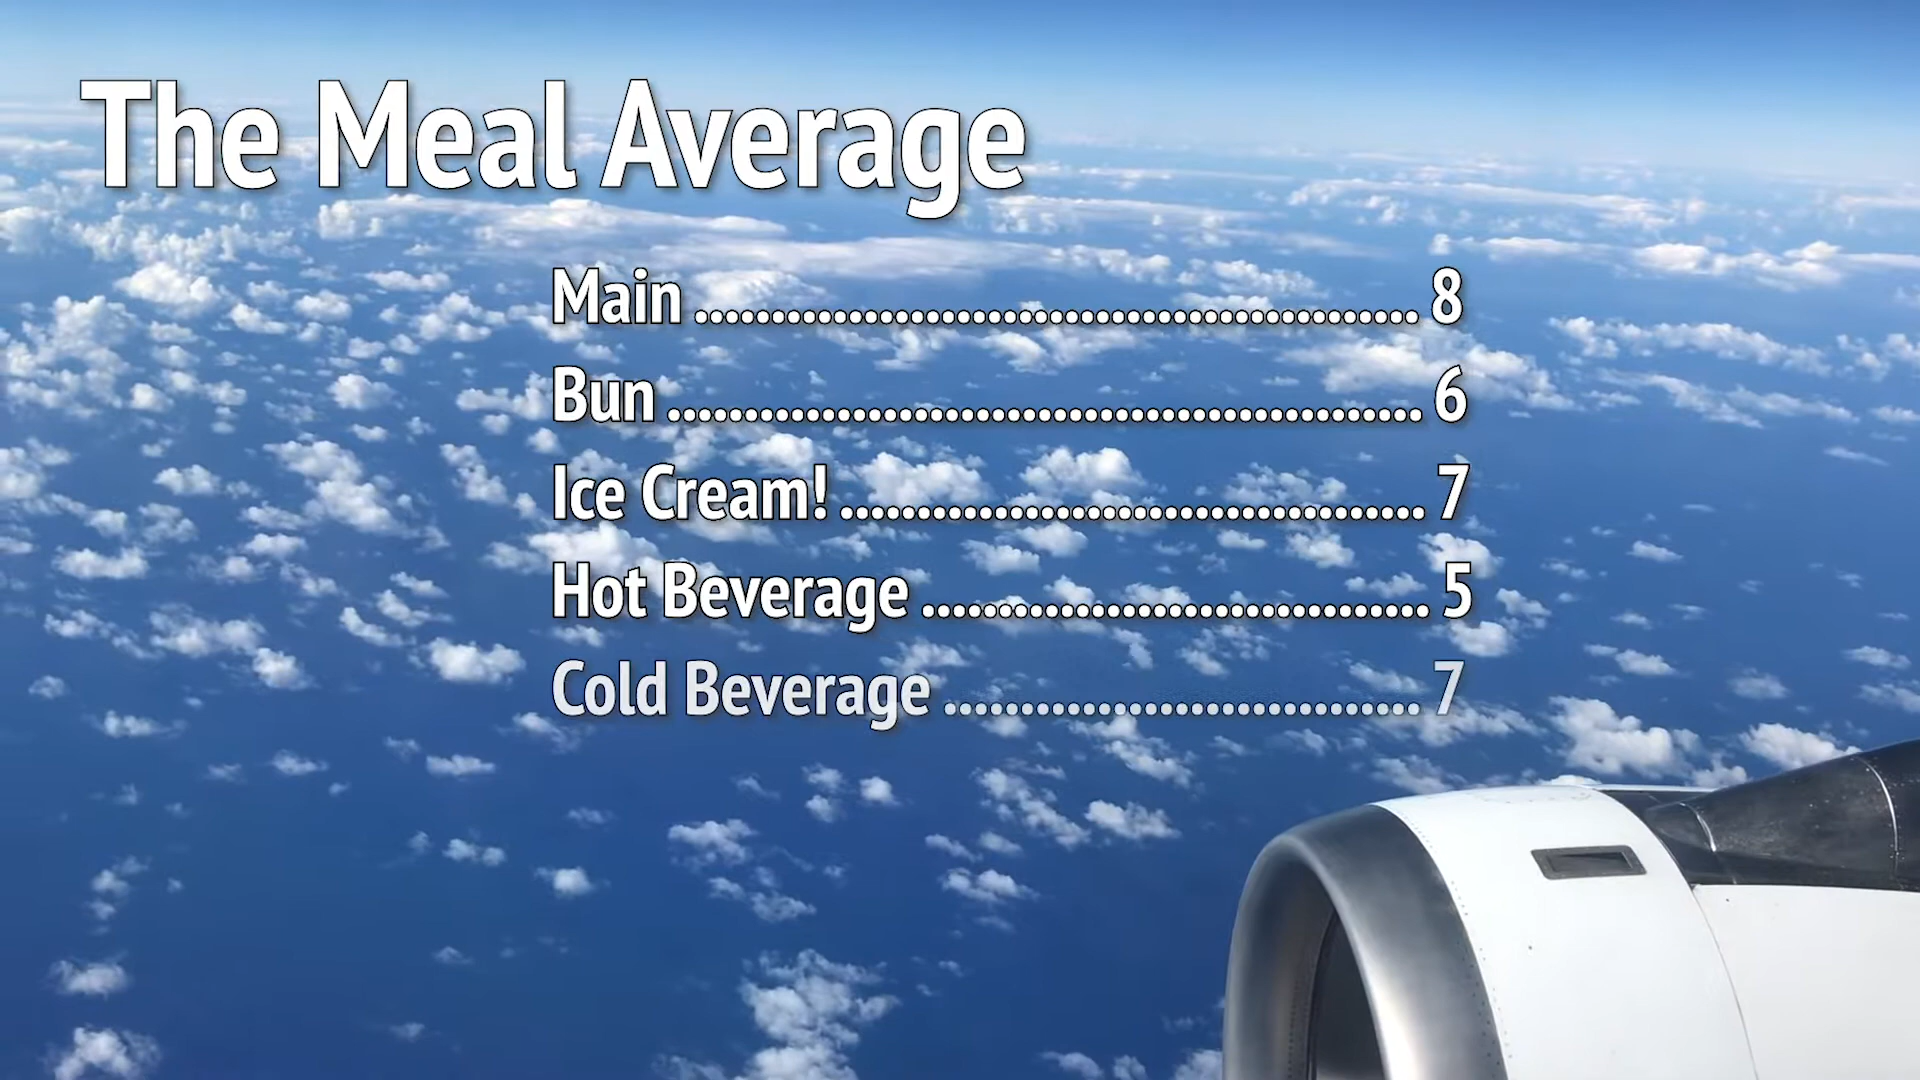 The Meal Average
Main ............................................... 8
Bun ................................................. 6
Ice Cream! ...................................... 7
Hot Beverage ................................. 5
Cold Beverage ............................... 7